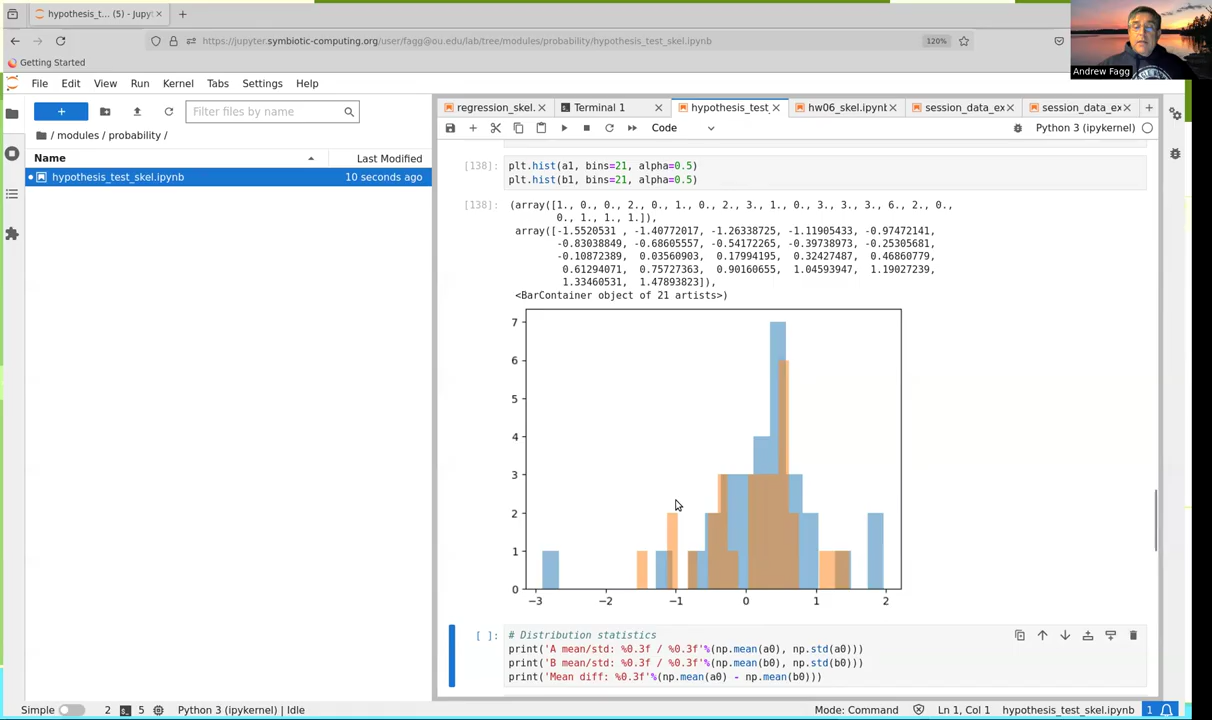 hypothesis_t… (5) - Jupyt
https://jupyter.symbiotic-computing.org/user/fagg@ou.edu/lab/tree/modules/probability/hypothesis_test_skel.ipynb
120%
Getting Started
Andrew Fagg
File Edit View Run Kernel Tabs Settings Help
Filter files by name
regression_skel.
Terminal 1
hypothesis_test_
hw06_skel.ipynt
session_data_ex
session_data_ex
/ modules / probability /
Code
Python 3 (ipykernel)
Name
Last Modified
hypothesis_test_skel.ipynb
10 seconds ago
[138]:
plt.hist(a1, bins=21, alpha=0.5)
plt.hist(b1, bins=21, alpha=0.5)
[138]:
(array([1., 0., 0., 2., 0., 1., 0., 2., 3., 1., 0., 3., 3., 3., 6., 2., 0.,
0., 1., 1., 1.]),
array([-1.5520531 , -1.40772017, -1.26338725, -1.11905433, -0.97472141,
-0.83038849, -0.68605557, -0.54172265, -0.39738973, -0.25305681,
-0.10872389, 0.03560903, 0.17994195, 0.32427487, 0.46860779,
0.61294071, 0.75727363, 0.90160655, 1.04593947, 1.19027239,
1.33460531, 1.47893823]),
<BarContainer object of 21 artists>)
7
6
5
4
3
2
1
0
−3 −2 −1 0 1 2
[ ]:
# Distribution statistics
print('A mean/std: %0.3f / %0.3f'%(np.mean(a0), np.std(a0)))
print('B mean/std: %0.3f / %0.3f'%(np.mean(b0), np.std(b0)))
print('Mean diff: %0.3f'%(np.mean(a0) - np.mean(b0)))
Simple
2
5
Python 3 (ipykernel) | Idle
Mode: Command
Ln 1, Col 1
hypothesis_test_skel.ipynb
1